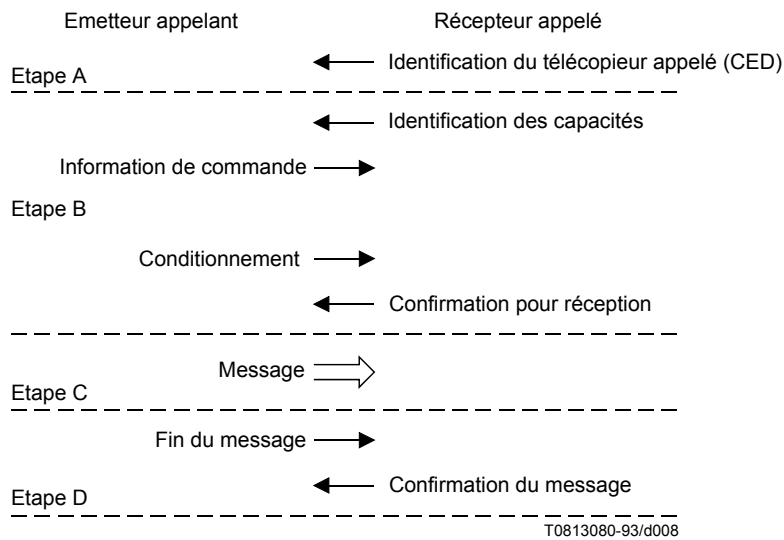 Emetteur appelant Récepteur appelé
Identification du télécopieur appelé (CED)
Etape A
Identification des capacités
Information de commande
Etape B
Conditionnement
Confirmation pour réception
Message
Etape C
Fin du message
Confirmation du message
Etape D
T0813080-93/d008